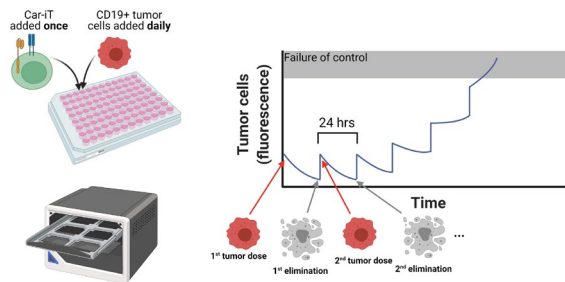 Car-iT
added once
CD19+ tumor
cells added daily
Failure of control
Tumor cells
(fluorescence)
24 hrs
Time
1st tumor dose
1st elimination
2nd tumor dose
2nd elimination
...